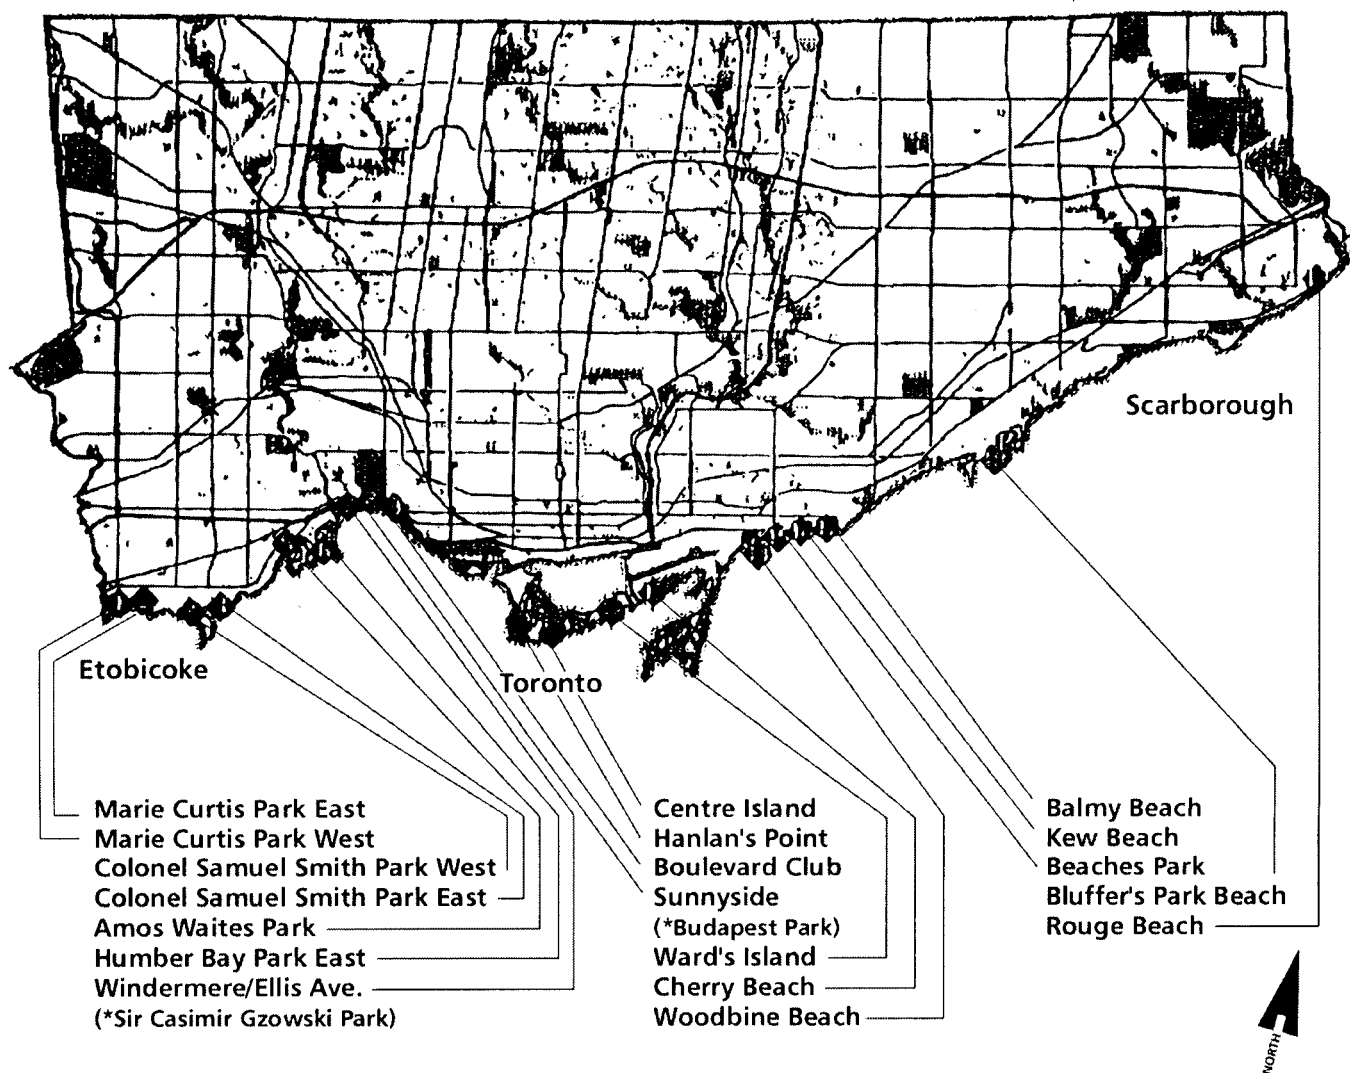 Scarborough
Etobicoke
Toronto
Marie Curtis Park East
Marie Curtis Park West
Colonel Samuel Smith Park West
Colonel Samuel Smith Park East
Amos Waites Park
Humber Bay Park East
Windermere/Ellis Ave.
(*Sir Casimir Gzowski Park)
Centre Island
Hanlan's Point
Boulevard Club
Sunnyside
(*Budapest Park)
Ward's Island
Cherry Beach
Woodbine Beach
Balmy Beach
Kew Beach
Beaches Park
Bluffer's Park Beach
Rouge Beach
NORTH